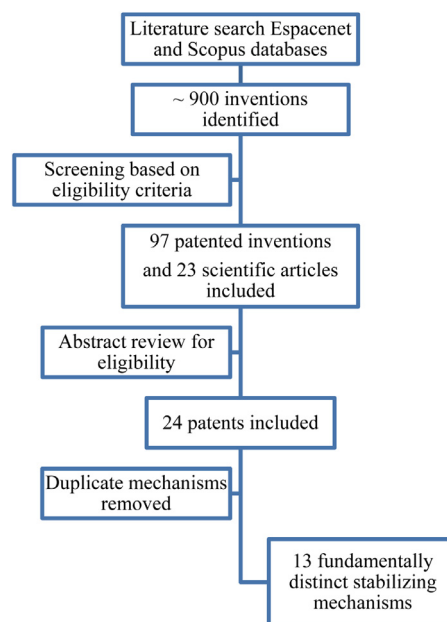 Literature search Espacenet
and Scopus databases
~ 900 inventions
identified
Screening based on
eligibility criteria
97 patented inventions
and 23 scientific articles
included
Abstract review for
eligibility
24 patents included
Duplicate mechanisms
removed
13 fundamentally
distinct stabilizing
mechanisms